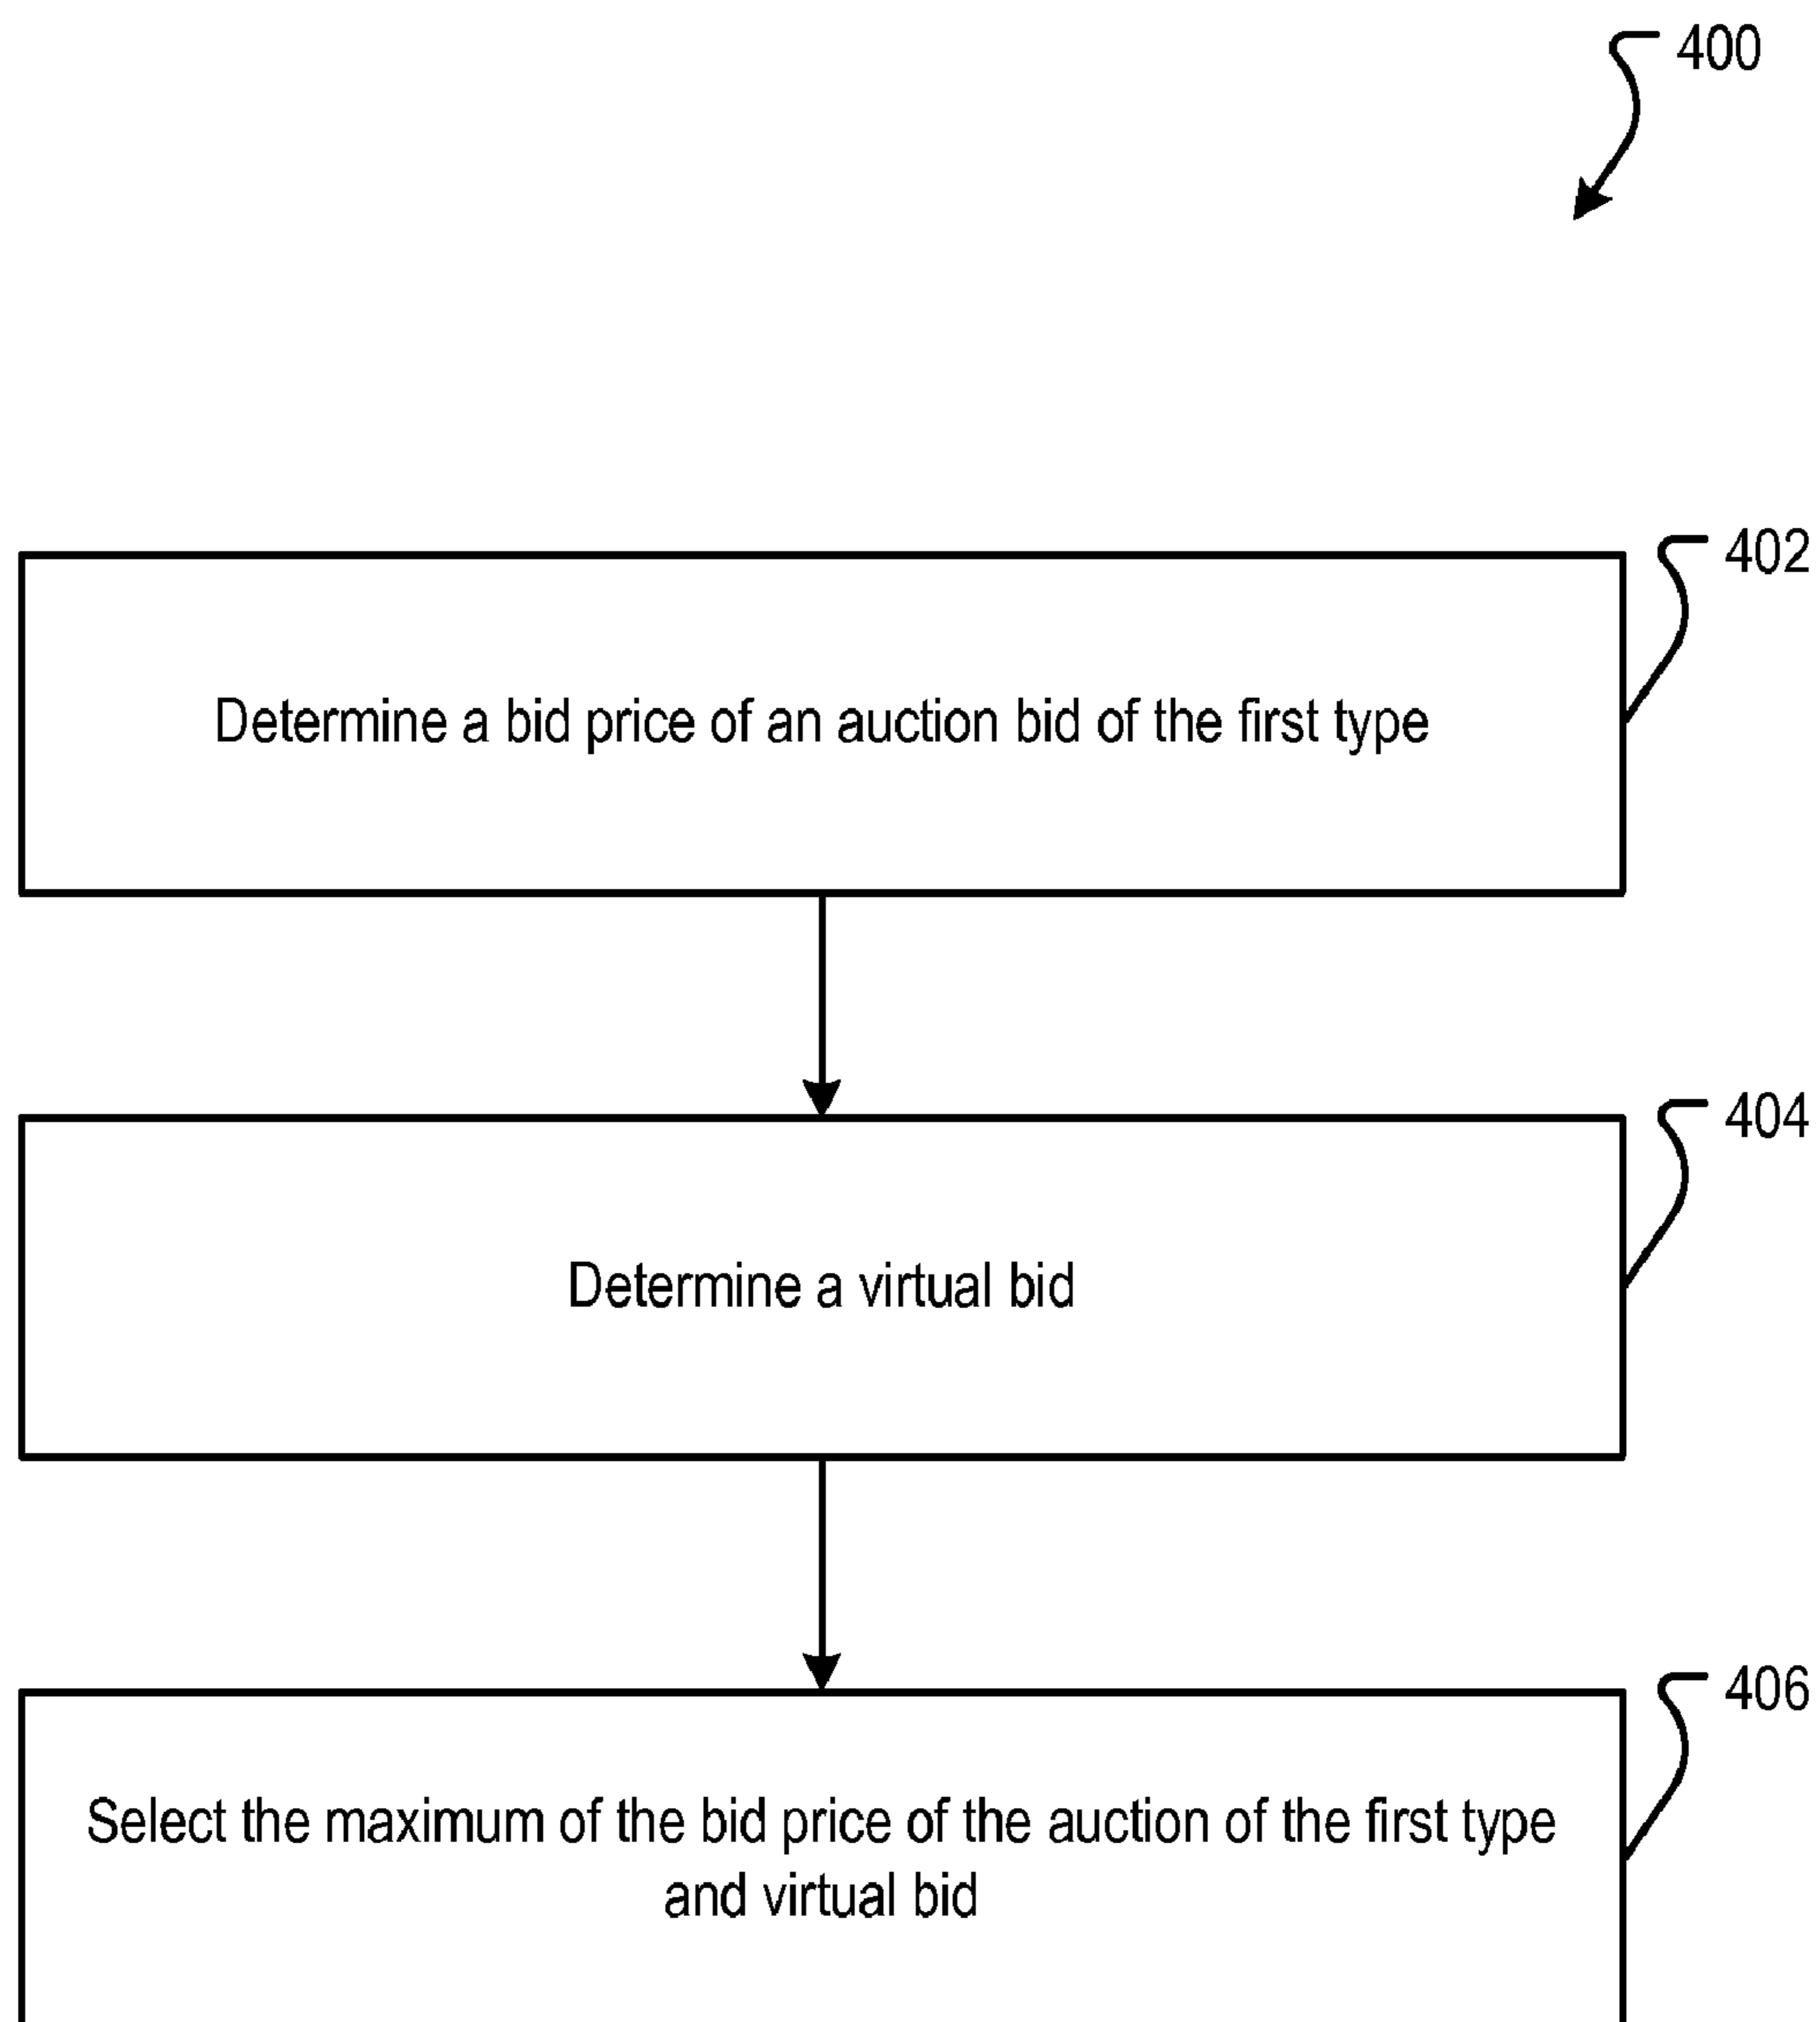 400
402
Determine a bid price of an auction bid of the first type
404
Determine a virtual bid
406
Select the maximum of the bid price of the auction of the first type
and virtual bid